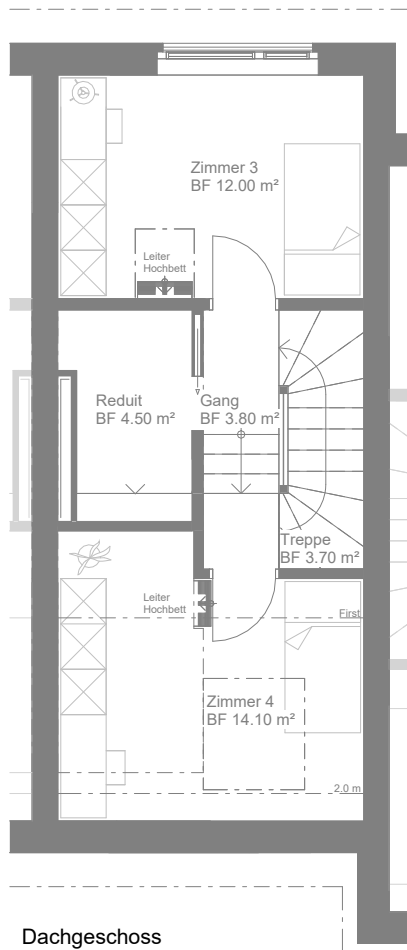 Zimmer 3
BF 12.00 m²
Leiter
Hochbett
Reduit
BF 4.50 m²
Gang
BF 3.80 m²
Treppe
BF 3.70 m²
Leiter
Hochbett
First
Zimmer 4
BF 14.10 m²
2.0 m
Dachgeschoss